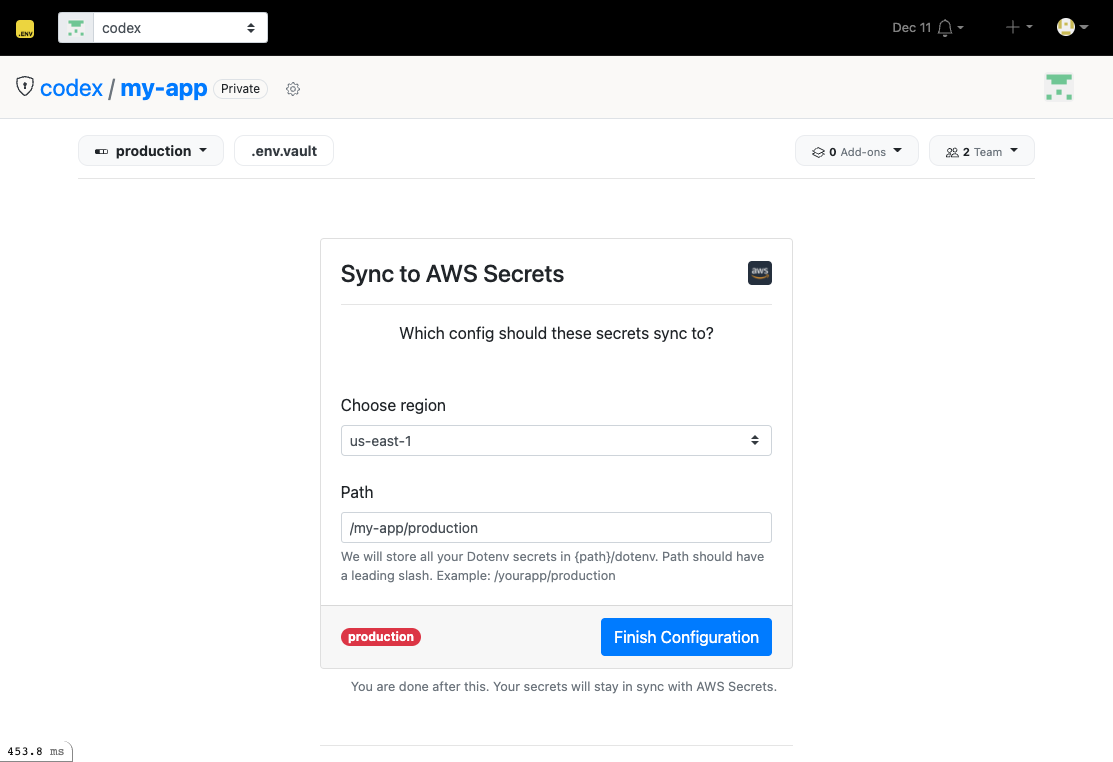 .ENV
codex
Dec 11
codex / my-app Private
production
.env.vault
0 Add-ons
2 Team
Sync to AWS Secrets
aws
Which config should these secrets sync to?
Choose region
us-east-1
Path
/my-app/production
We will store all your Dotenv secrets in {path}/dotenv. Path should have
a leading slash. Example: /yourapp/production
production
Finish Configuration
You are done after this. Your secrets will stay in sync with AWS Secrets.
453.8 ms